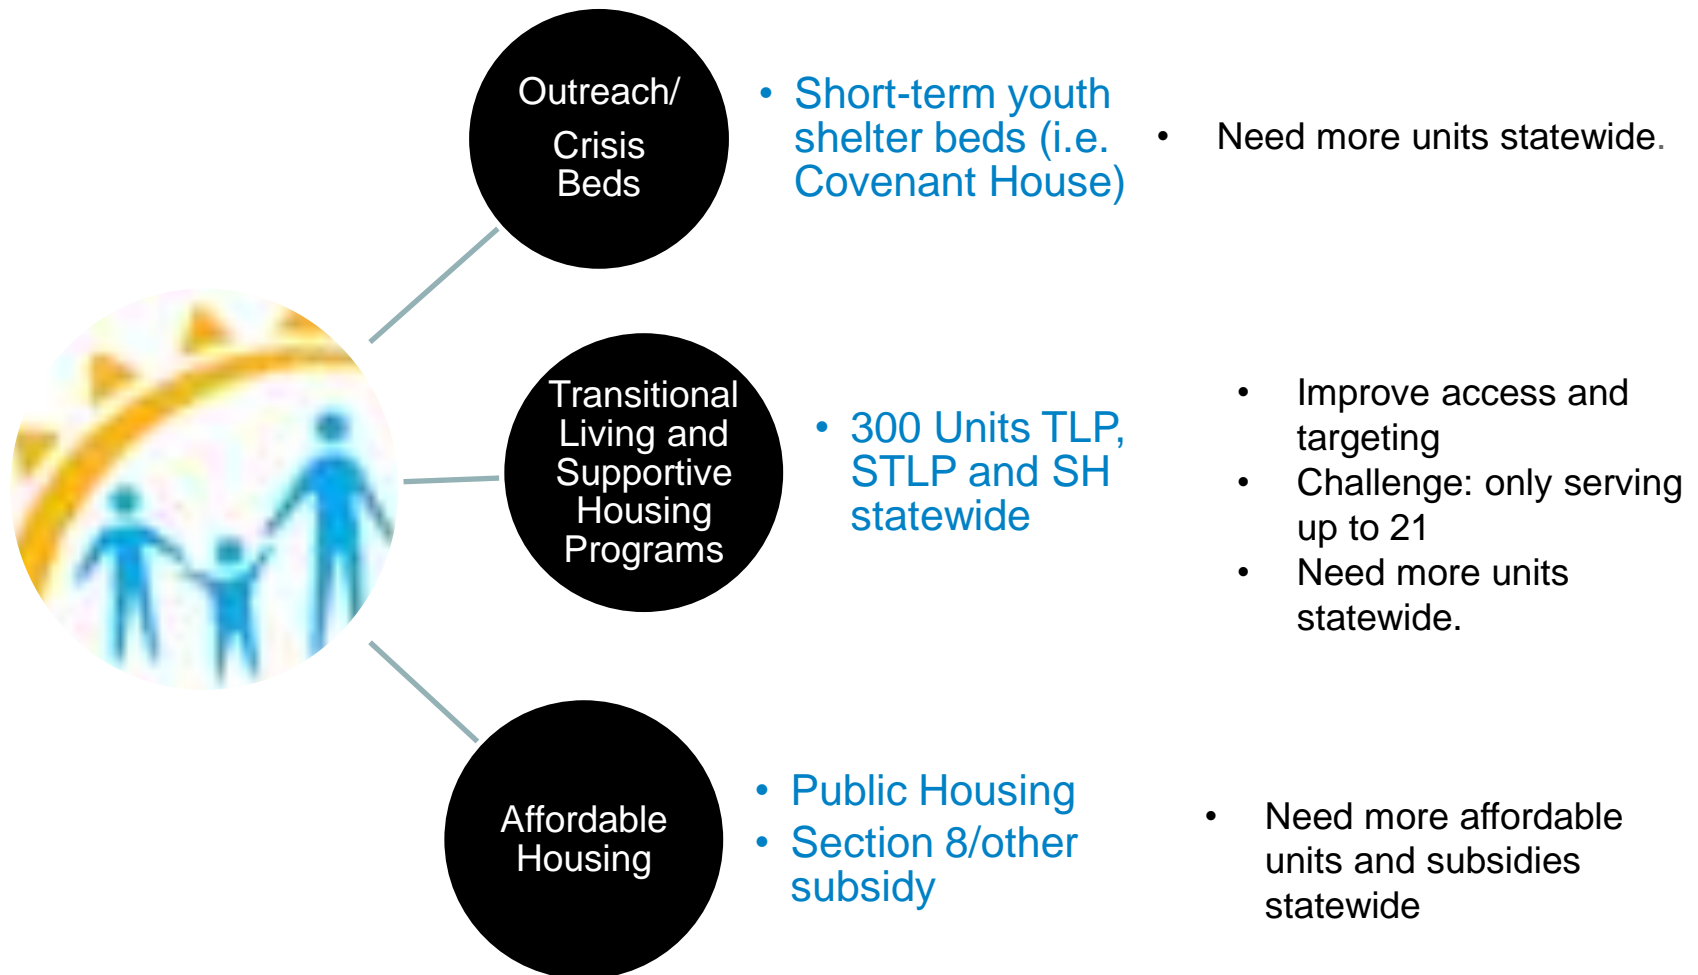 Outreach/
Crisis
Beds
• Short-term youth
shelter beds (i.e.
Covenant House)
• Need more units statewide.
Transitional
Living and
Supportive
Housing
Programs
• 300 Units TLP,
STLP and SH
statewide
• Improve access and
targeting
• Challenge: only serving
up to 21
• Need more units
statewide.
Affordable
Housing
• Public Housing
• Section 8/other
subsidy
• Need more affordable
units and subsidies
statewide